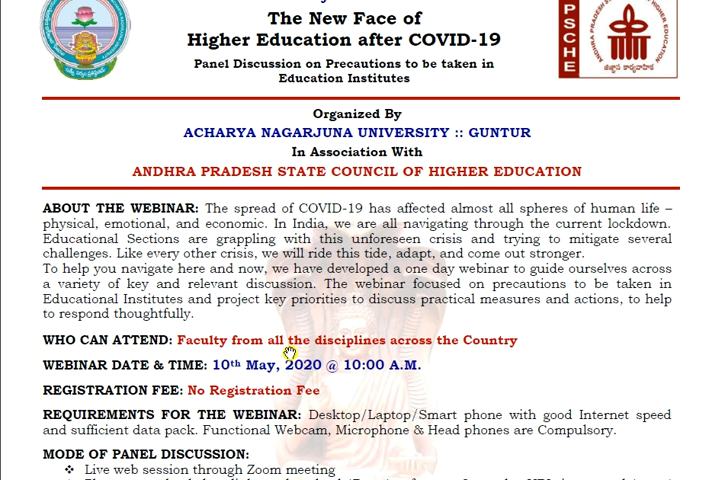 The New Face of
Higher Education after COVID-19
Panel Discussion on Precautions to be taken in
Education Institutes
APSCHE
Organized By
ACHARYA NAGARJUNA UNIVERSITY :: GUNTUR
In Association With
ANDHRA PRADESH STATE COUNCIL OF HIGHER EDUCATION
ABOUT THE WEBINAR: The spread of COVID-19 has affected almost all spheres of human life –
physical, emotional, and economic. In India, we are all navigating through the current lockdown.
Educational Sections are grappling with this unforeseen crisis and trying to mitigate several
challenges. Like every other crisis, we will ride this tide, adapt, and come out stronger.
To help you navigate here and now, we have developed a one day webinar to guide ourselves across
a variety of key and relevant discussion. The webinar focused on precautions to be taken in
Educational Institutes and project key priorities to discuss practical measures and actions, to help
to respond thoughtfully.
WHO CAN ATTEND: Faculty from all the disciplines across the Country
WEBINAR DATE & TIME: 10th May, 2020 @ 10:00 A.M.
REGISTRATION FEE: No Registration Fee
REQUIREMENTS FOR THE WEBINAR: Desktop/Laptop/Smart phone with good Internet speed
and sufficient data pack. Functional Webcam, Microphone & Head phones are Compulsory.
MODE OF PANEL DISCUSSION:
❖ Live web session through Zoom meeting